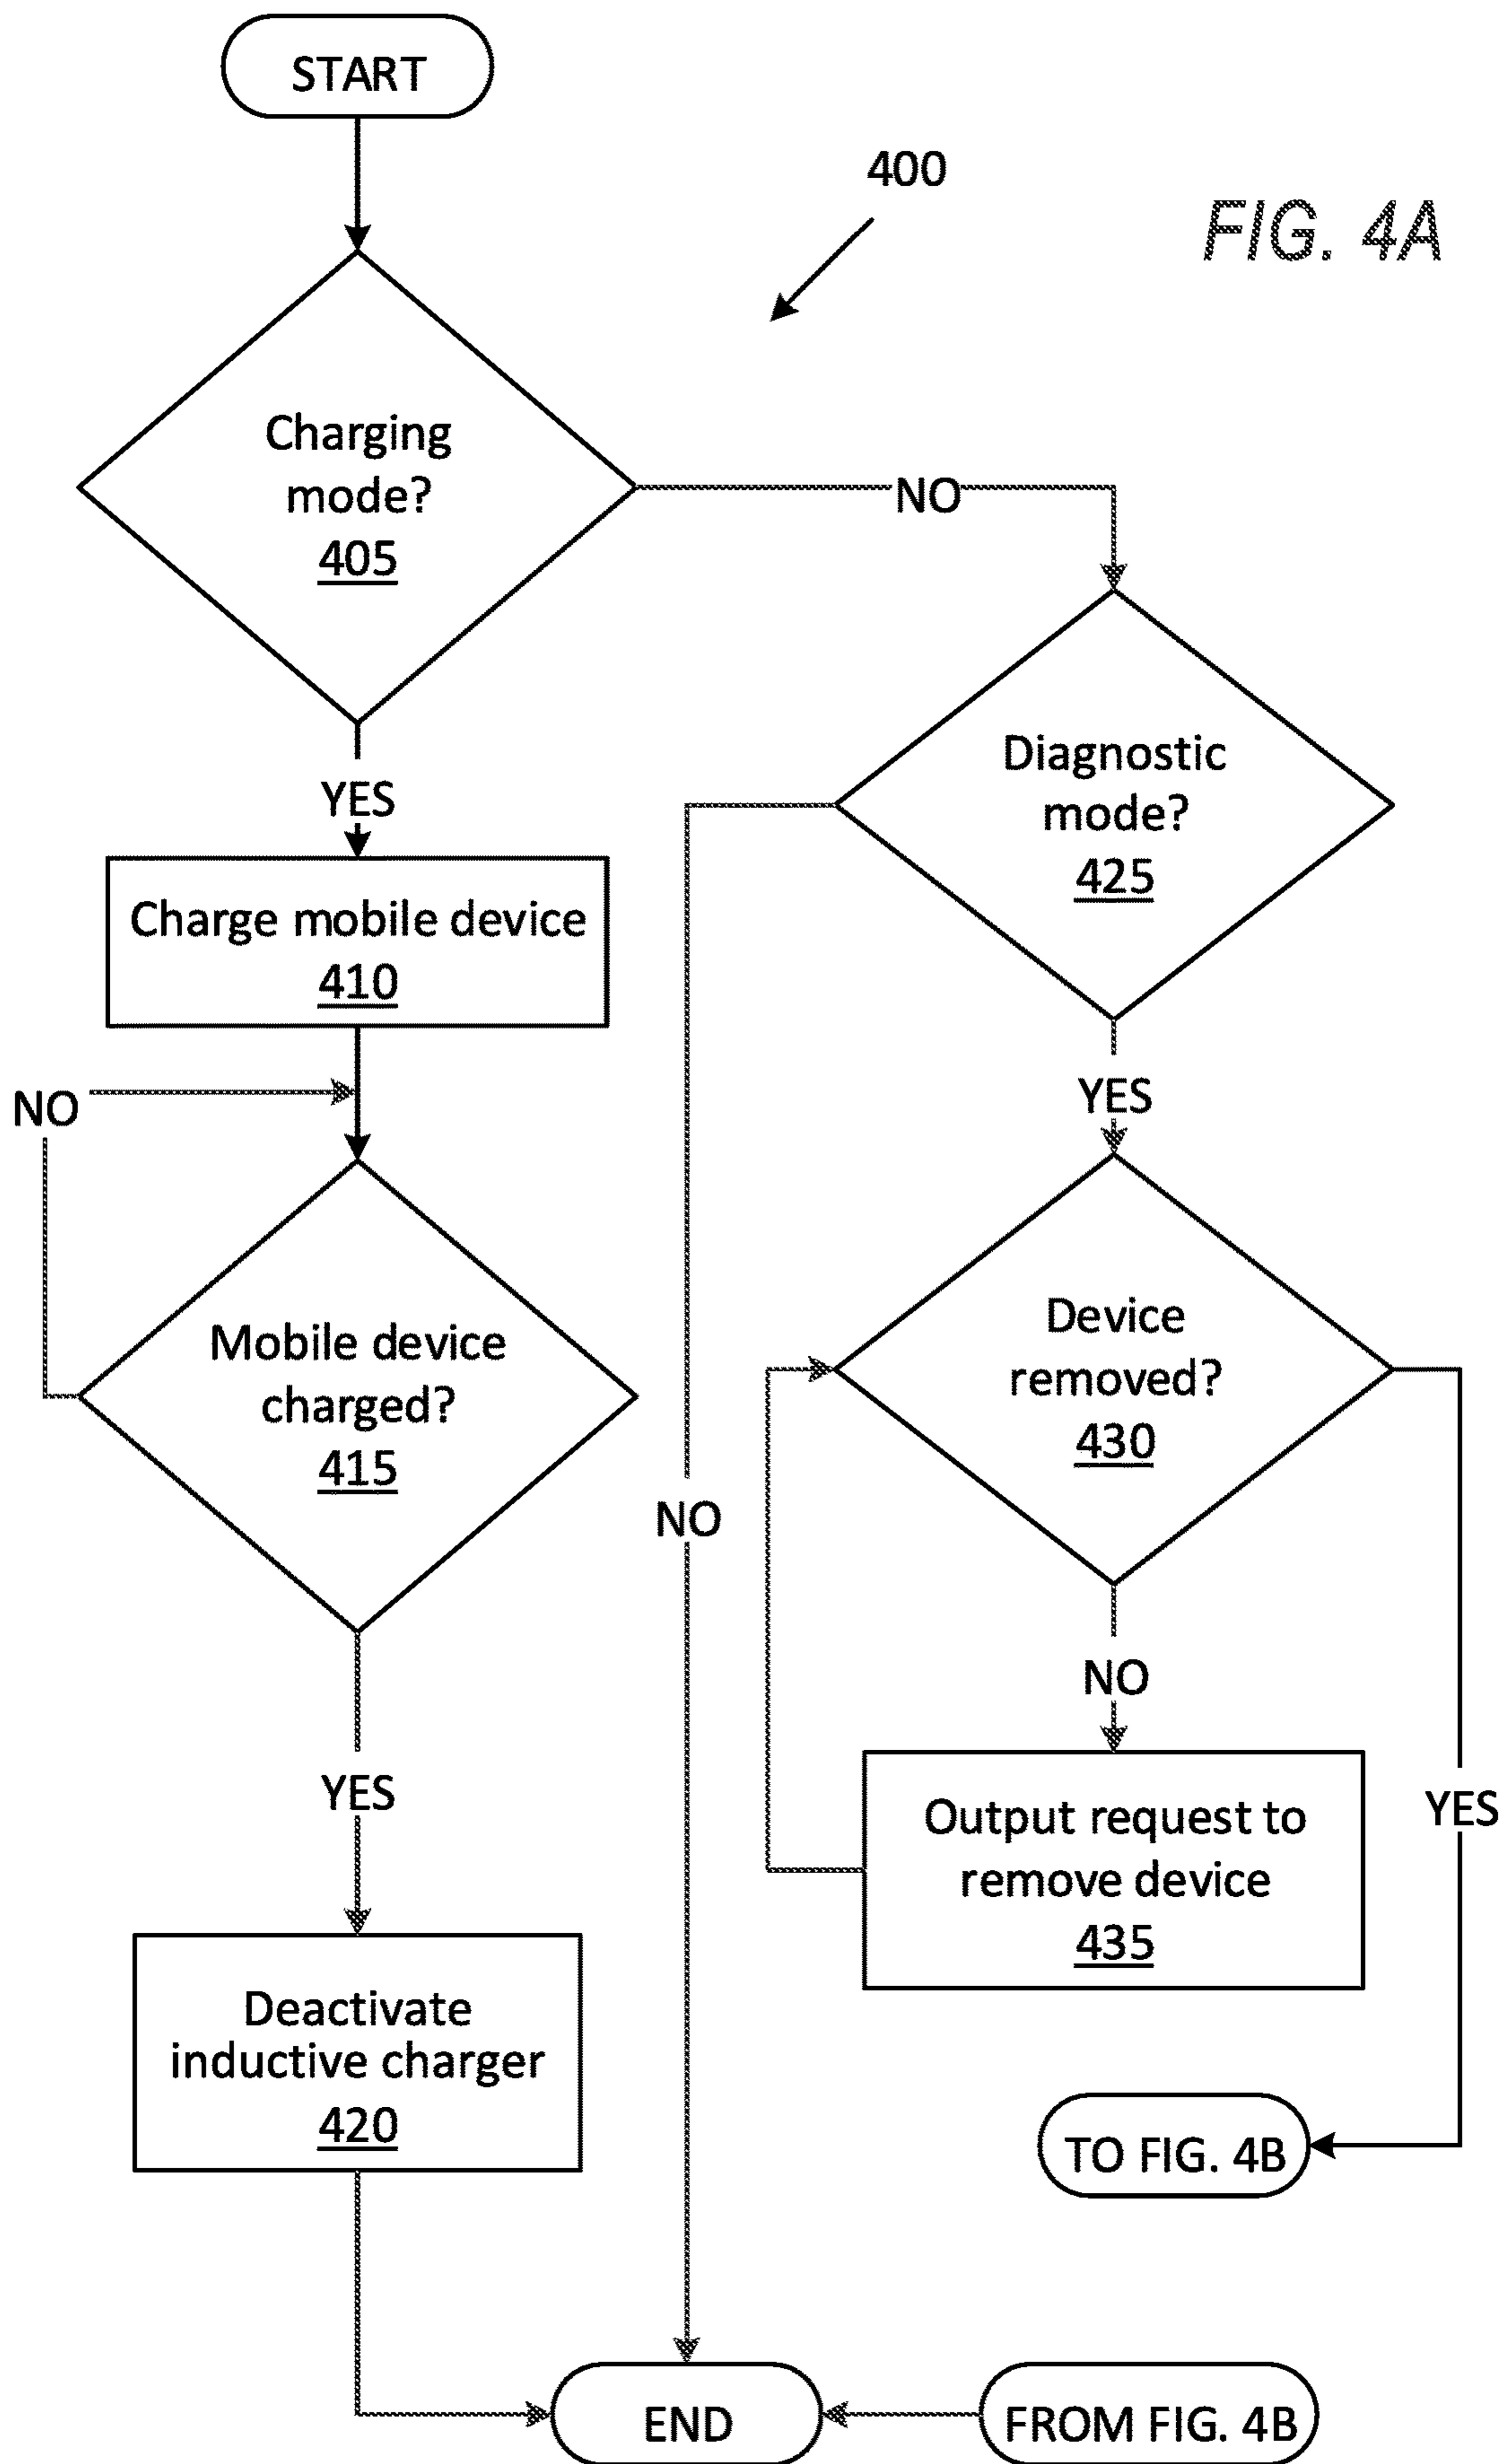 START
400
FIG. 4A
Charging
mode?
405
NO
YES
Diagnostic
mode?
425
Charge mobile device
410
YES
NO
Mobile device
charged?
415
Device
removed?
430
NO
NO
YES
YES
Output request to
remove device
435
Deactivate
inductive charger
420
TO FIG. 4B
END
FROM FIG. 4B